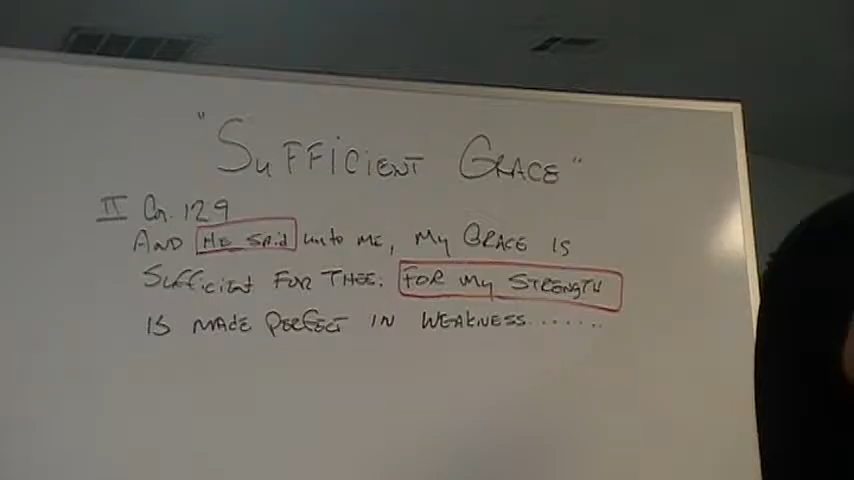 "SUFFICIENT GRACE"
II Cor. 12:9
AND HE SAID unto ME, My GRACE IS
SUFFICIENT FOR THEE: FOR My STRENGTH
IS MADE PERFECT IN WEAKNESS.......